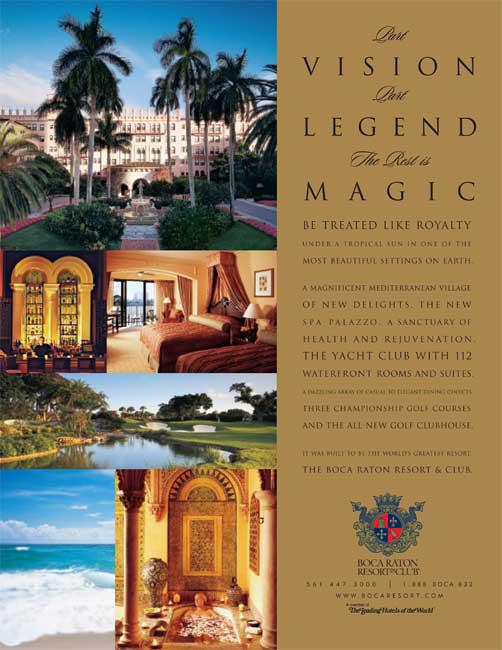 Part
VISION
Part
LEGEND
The Rest is
MAGIC
BE TREATED LIKE ROYALTY
UNDER A TROPICAL SUN IN ONE OF THE
MOST BEAUTIFUL SETTINGS ON EARTH.
A MAGNIFICENT MEDITERRANEAN VILLAGE
OF NEW DELIGHTS. THE NEW
SPA PALAZZO, A SANCTUARY OF
HEALTH AND REJUVENATION.
THE YACHT CLUB WITH 112
WATERFRONT ROOMS AND SUITES.
A DAZZLING ARRAY OF CASUAL TO ELEGANT DINING CHOICES.
THREE CHAMPIONSHIP GOLF COURSES
AND THE ALL NEW GOLF CLUBHOUSE.
IT WAS BUILT TO BE THE WORLD'S GREATEST RESORT.
THE BOCA RATON RESORT & CLUB.
BOCA RATON
RESORT & CLUB®
561.447.3000 | 1.888.BOCA.832
WWW.BOCARESORT.COM
A member of
The Leading Hotels of the World